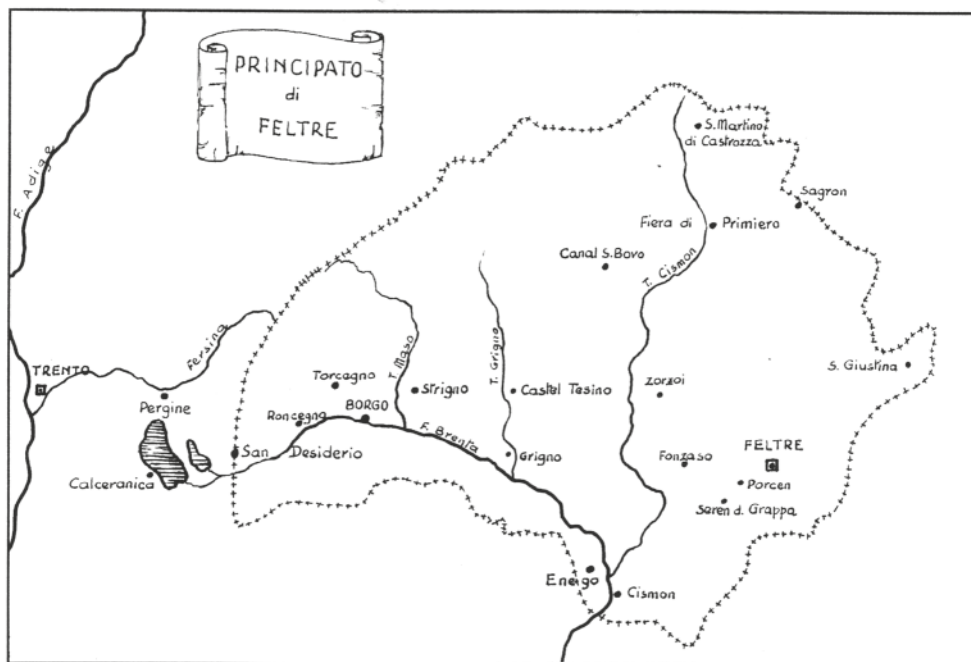 PRINCIPATO
di
FELTRE
F. Adige
S. Martino
di Castrozza
Sagron
Fiera di Primiero
Canal S. Bovo
T. Cismon
Fersina
T. Maso
T. Grigno
TRENTO
Pergine
Torcegno
Strigno
Castel Tesino
Zorzoi
S. Giustina
Roncegno
BORGO
F. Brenta
San Desiderio
Grigno
Fonzaso
FELTRE
Calceranica
Porcen
Seren d. Grappa
Enego
Cismon